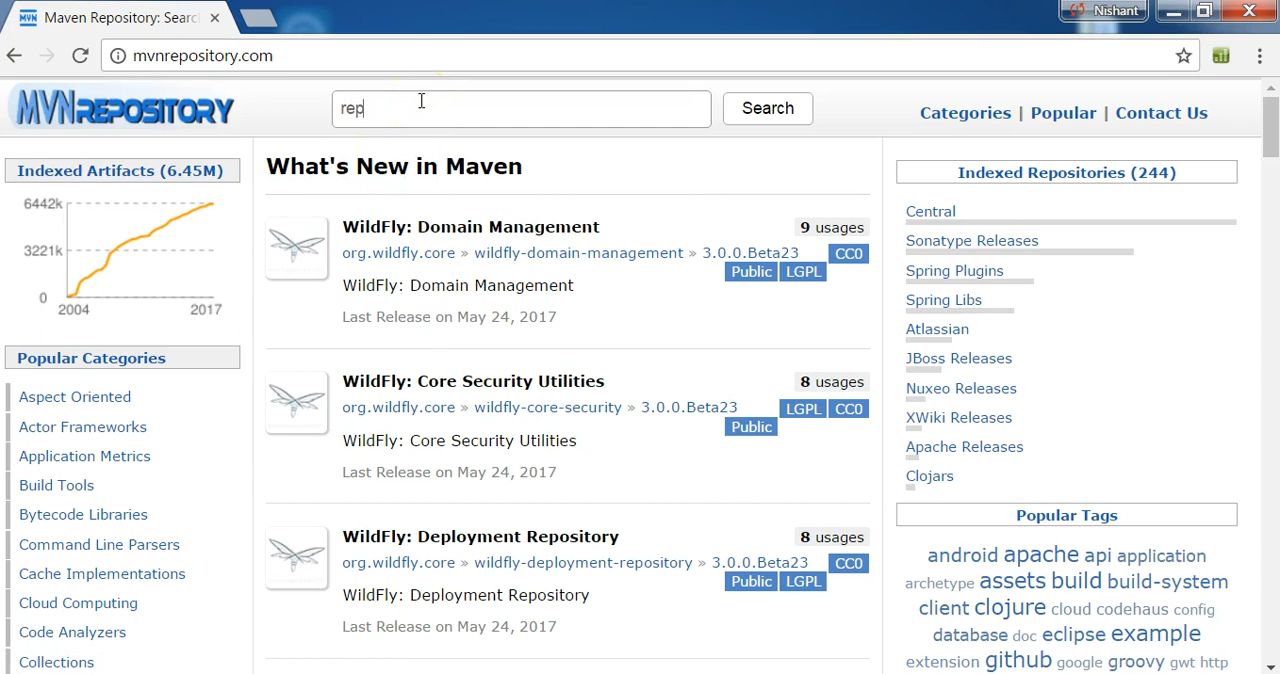 MVN Maven Repository: Searc
Nishant
mvnrepository.com
MVNREPOSITORY
rep
Search
Categories | Popular | Contact Us
Indexed Artifacts (6.45M)
6442k
3221k
0
2004 2017
Popular Categories
Aspect Oriented
Actor Frameworks
Application Metrics
Build Tools
Bytecode Libraries
Command Line Parsers
Cache Implementations
Cloud Computing
Code Analyzers
Collections
What's New in Maven
WildFly: Domain Management 9 usages
org.wildfly.core » wildfly-domain-management » 3.0.0.Beta23 CC0
Public LGPL
WildFly: Domain Management
Last Release on May 24, 2017
WildFly: Core Security Utilities 8 usages
org.wildfly.core » wildfly-core-security » 3.0.0.Beta23 LGPL CC0
Public
WildFly: Core Security Utilities
Last Release on May 24, 2017
WildFly: Deployment Repository 8 usages
org.wildfly.core » wildfly-deployment-repository » 3.0.0.Beta23 CC0
Public LGPL
WildFly: Deployment Repository
Last Release on May 24, 2017
Indexed Repositories (244)
Central
Sonatype Releases
Spring Plugins
Spring Libs
Atlassian
JBoss Releases
Nuxeo Releases
XWiki Releases
Apache Releases
Clojars
Popular Tags
android apache api application
archetype assets build build-system
client clojure cloud codehaus config
database doc eclipse example
extension github google groovy gwt http